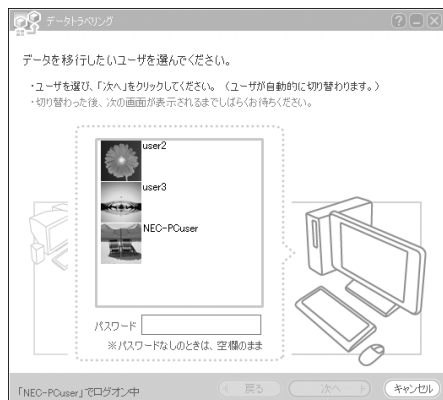 データトラベリング
データを移行したいユーザを選んでください。
・ユーザを選び、「次へ」をクリックしてください。（ユーザが自動的に切り替わります。）
・切り替わった後、次の画面が表示されるまでしばらくお待ちください。
user2
user3
NEC-PCuser
パスワード
※パスワードなしのときは、空欄のまま
「NEC-PCuser」でログオン中
戻る
次へ
キャンセル